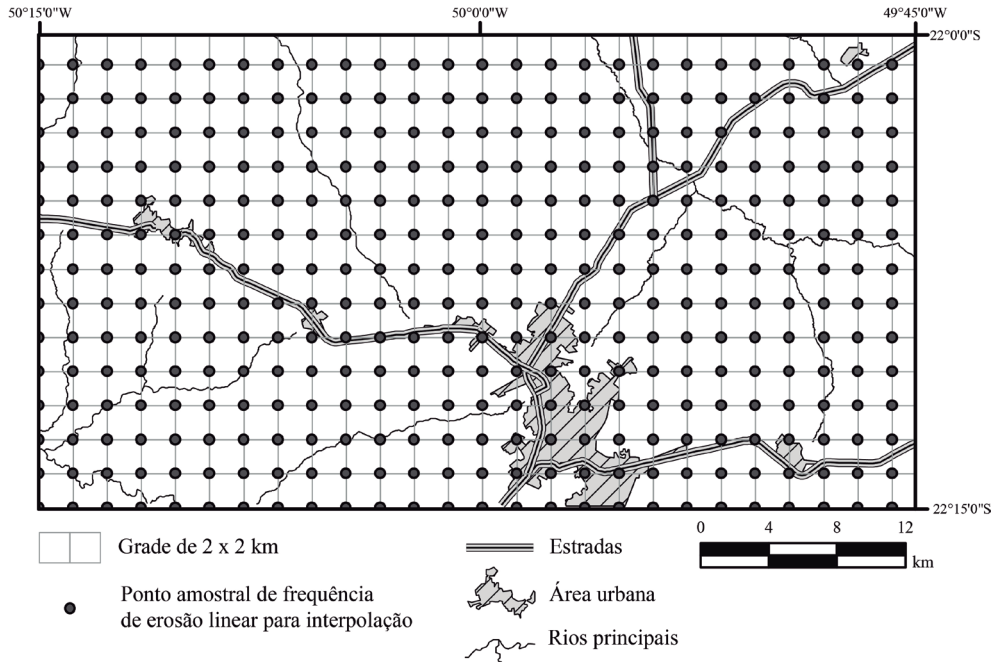 50°15'0"W
50°0'0"W
49°45'0"W
22°0'0"S
22°15'0"S
Grade de 2 x 2 km
Ponto amostral de frequência
de erosão linear para interpolação
Estradas
Área urbana
Rios principais
0 4 8 12
km